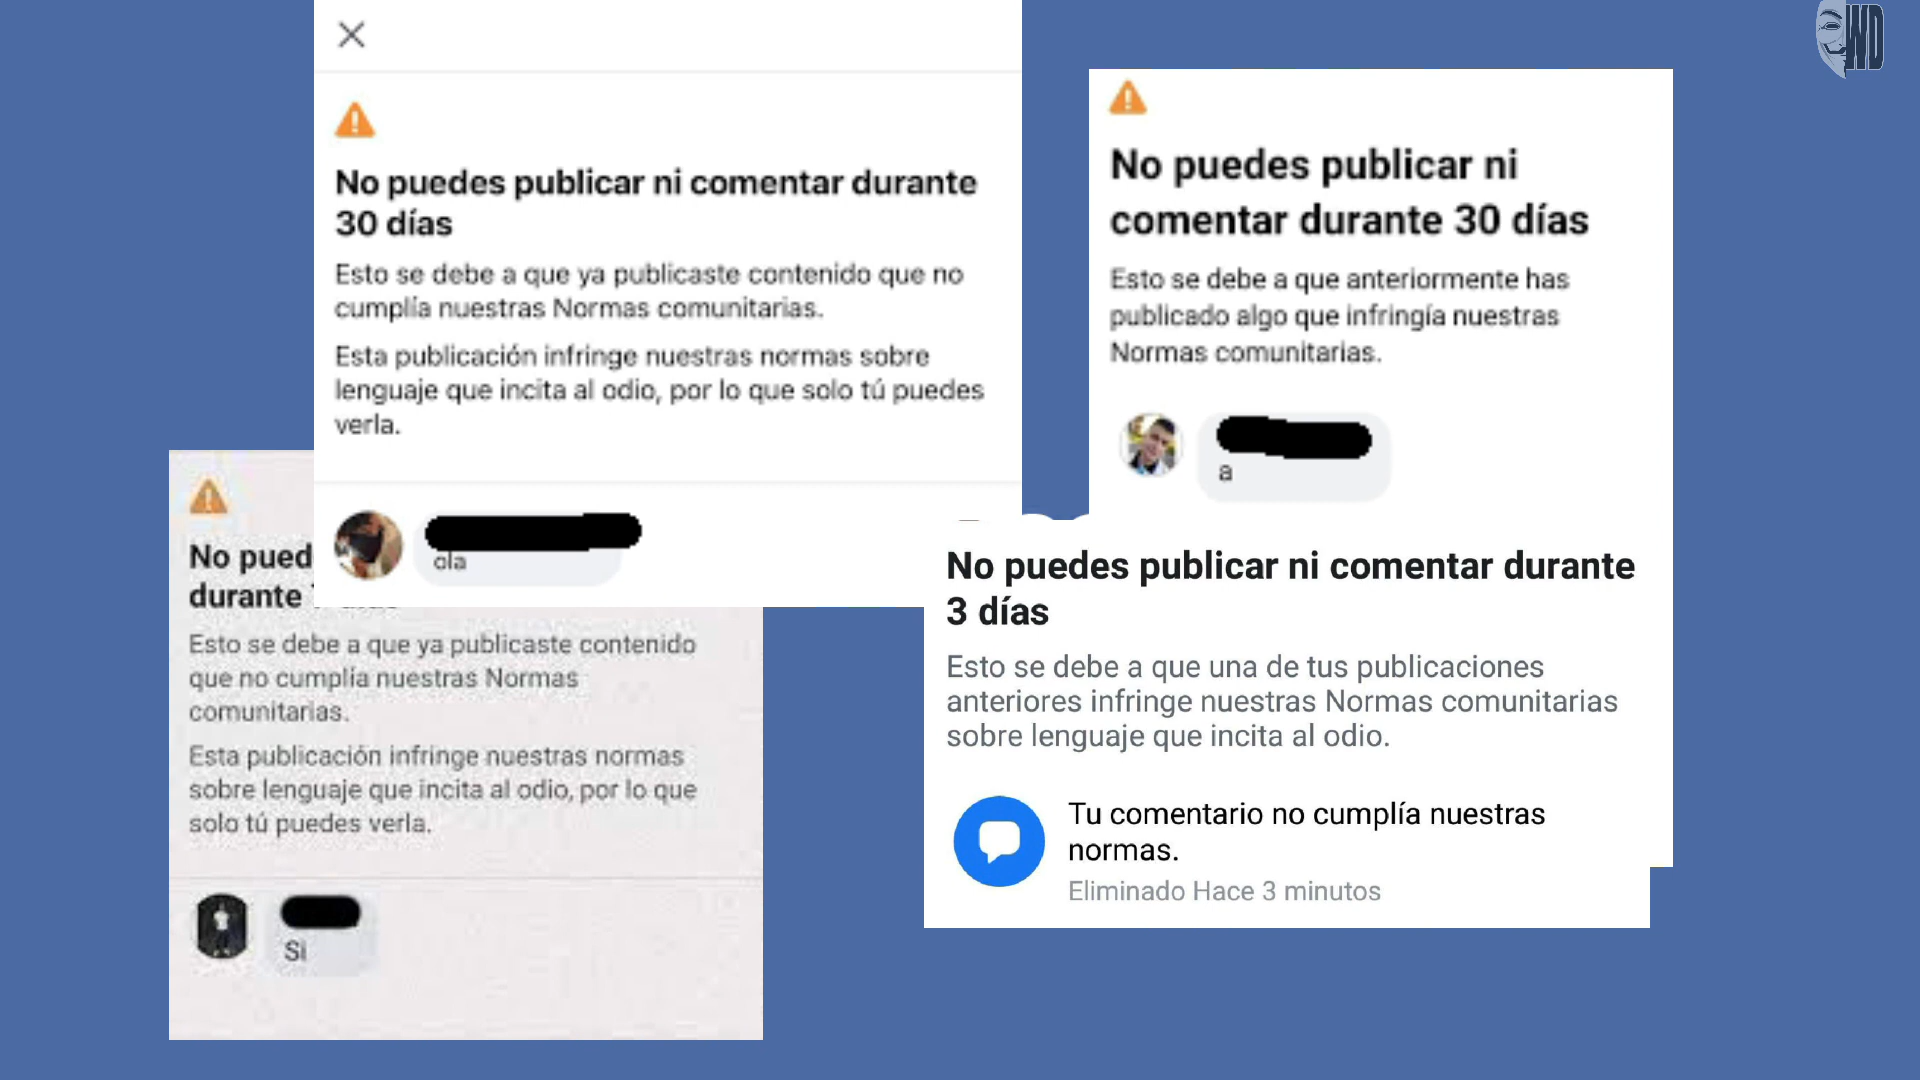 WD
No puedes publicar ni comentar durante
30 días
Esto se debe a que ya publicaste contenido que no
cumplía nuestras Normas comunitarias.
Esta publicación infringe nuestras normas sobre
lenguaje que incita al odio, por lo que solo tú puedes
verla.
ola
No puedes publicar ni
comentar durante 30 días
Esto se debe a que anteriormente has
publicado algo que infringía nuestras
Normas comunitarias.
a
No pued
durante
Esto se debe a que ya publicaste contenido
que no cumplía nuestras Normas
comunitarias.
Esta publicación infringe nuestras normas
sobre lenguaje que incita al odio, por lo que
solo tú puedes verla.
Si
No puedes publicar ni comentar durante
3 días
Esto se debe a que una de tus publicaciones
anteriores infringe nuestras Normas comunitarias
sobre lenguaje que incita al odio.
Tu comentario no cumplía nuestras
normas.
Eliminado Hace 3 minutos